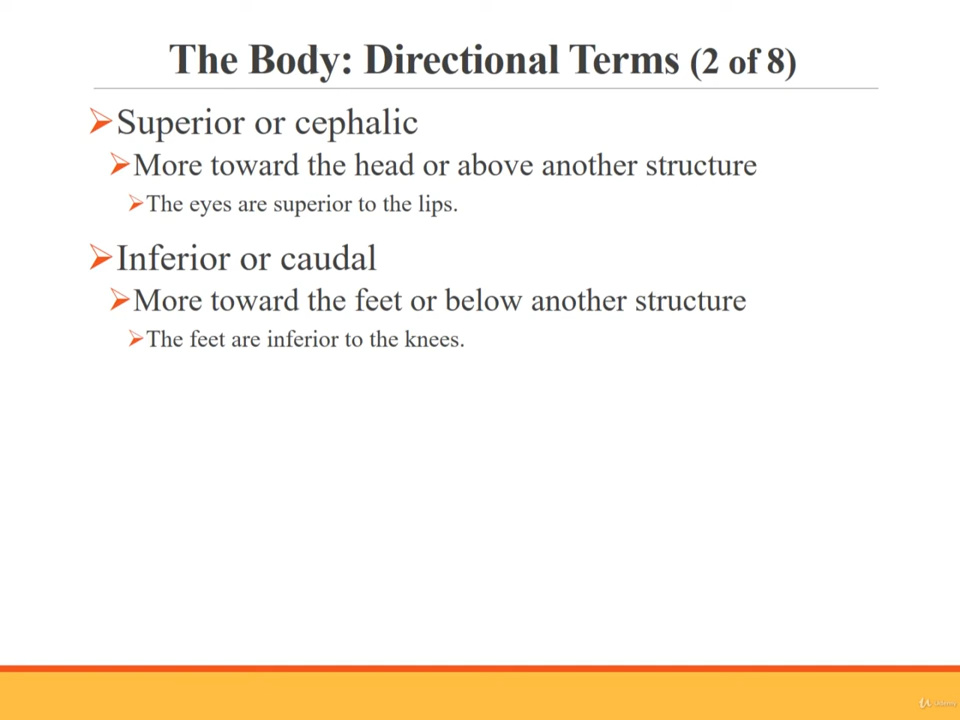 The Body: Directional Terms (2 of 8)
Superior or cephalic
More toward the head or above another structure
The eyes are superior to the lips.
Inferior or caudal
More toward the feet or below another structure
The feet are inferior to the knees.
Udemy